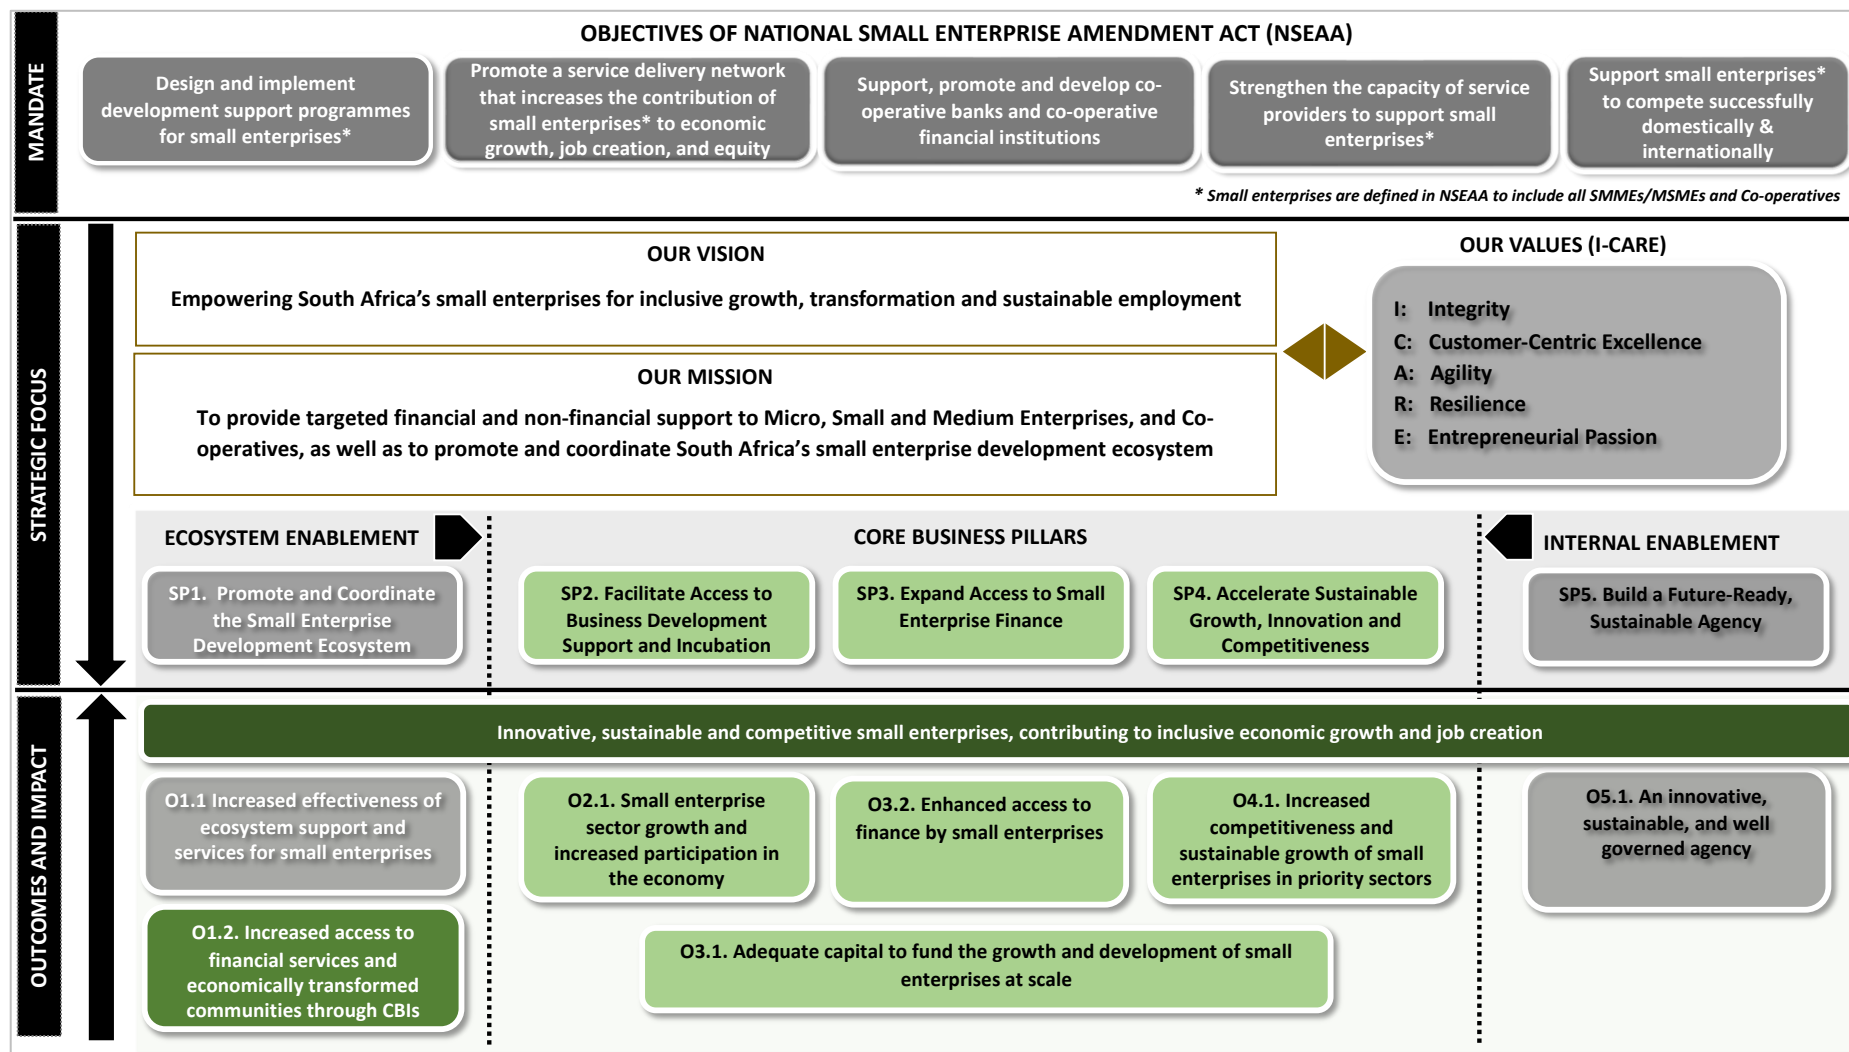 MANDATE
OBJECTIVES OF NATIONAL SMALL ENTERPRISE AMENDMENT ACT (NSEAA)
Design and implement
development support programmes
for small enterprises*
Promote a service delivery network
that increases the contribution of
small enterprises* to economic
growth, job creation, and equity
Support, promote and develop co-
operative banks and co-operative
financial institutions
Strengthen the capacity of service
providers to support small
enterprises*
Support small enterprises*
to compete successfully
domestically &
internationally
* Small enterprises are defined in NSEAA to include all SMMEs/MSMEs and Co-operatives
STRATEGIC FOCUS
OUR VISION
Empowering South Africa's small enterprises for inclusive growth, transformation and sustainable employment
OUR MISSION
To provide targeted financial and non-financial support to Micro, Small and Medium Enterprises, and Co-
operatives, as well as to promote and coordinate South Africa's small enterprise development ecosystem
OUR VALUES (I-CARE)
I: Integrity
C: Customer-Centric Excellence
A: Agility
R: Resilience
E: Entrepreneurial Passion
ECOSYSTEM ENABLEMENT
CORE BUSINESS PILLARS
INTERNAL ENABLEMENT
SP1. Promote and Coordinate
the Small Enterprise
Development Ecosystem
SP2. Facilitate Access to
Business Development
Support and Incubation
SP3. Expand Access to Small
Enterprise Finance
SP4. Accelerate Sustainable
Growth, Innovation and
Competitiveness
SP5. Build a Future-Ready,
Sustainable Agency
OUTCOMES AND IMPACT
Innovative, sustainable and competitive small enterprises, contributing to inclusive economic growth and job creation
O1.1 Increased effectiveness of
ecosystem support and
services for small enterprises
O2.1. Small enterprise
sector growth and
increased participation in
the economy
O3.2. Enhanced access to
finance by small enterprises
O4.1. Increased
competitiveness and
sustainable growth of small
enterprises in priority sectors
O5.1. An innovative,
sustainable, and well
governed agency
O1.2. Increased access to
financial services and
economically transformed
communities through CBIs
O3.1. Adequate capital to fund the growth and development of small
enterprises at scale